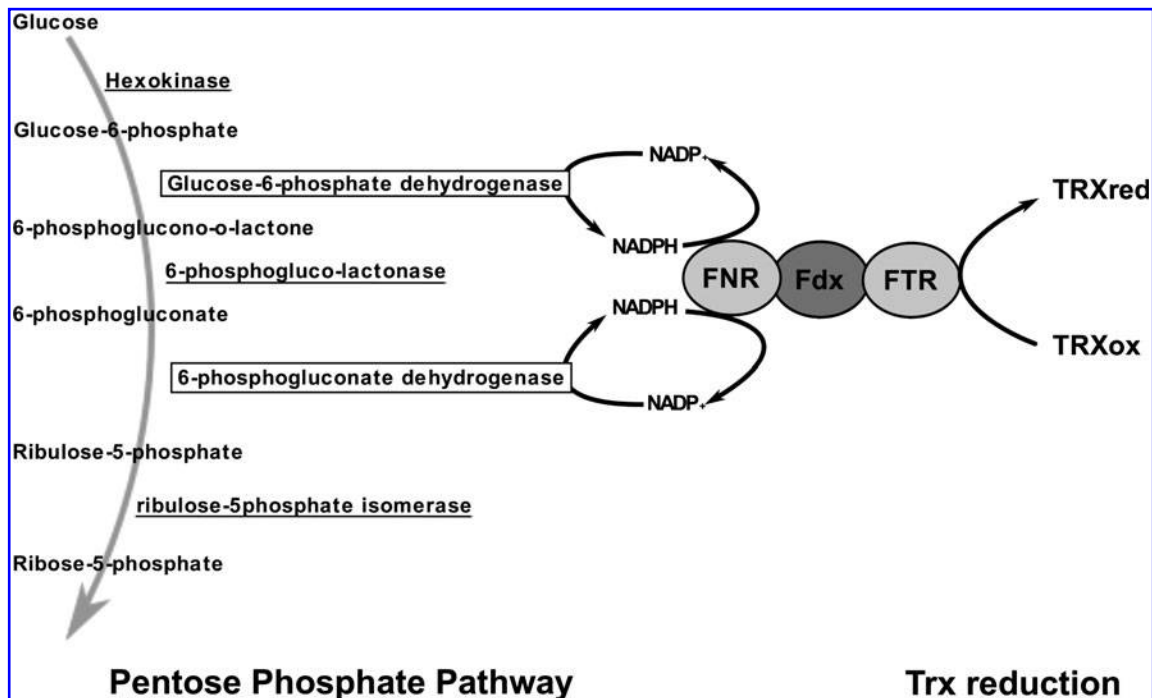 Glucose
Hexokinase
Glucose-6-phosphate
NADP+
Glucose-6-phosphate dehydrogenase
TRXred
6-phosphoglucono-o-lactone
NADPH
6-phosphogluco-lactonase
FNR
Fdx
FTR
NADPH
6-phosphogluconate
TRXox
6-phosphogluconate dehydrogenase
NADP+
Ribulose-5-phosphate
ribulose-5phosphate isomerase
Ribose-5-phosphate
Pentose Phosphate Pathway
Trx reduction